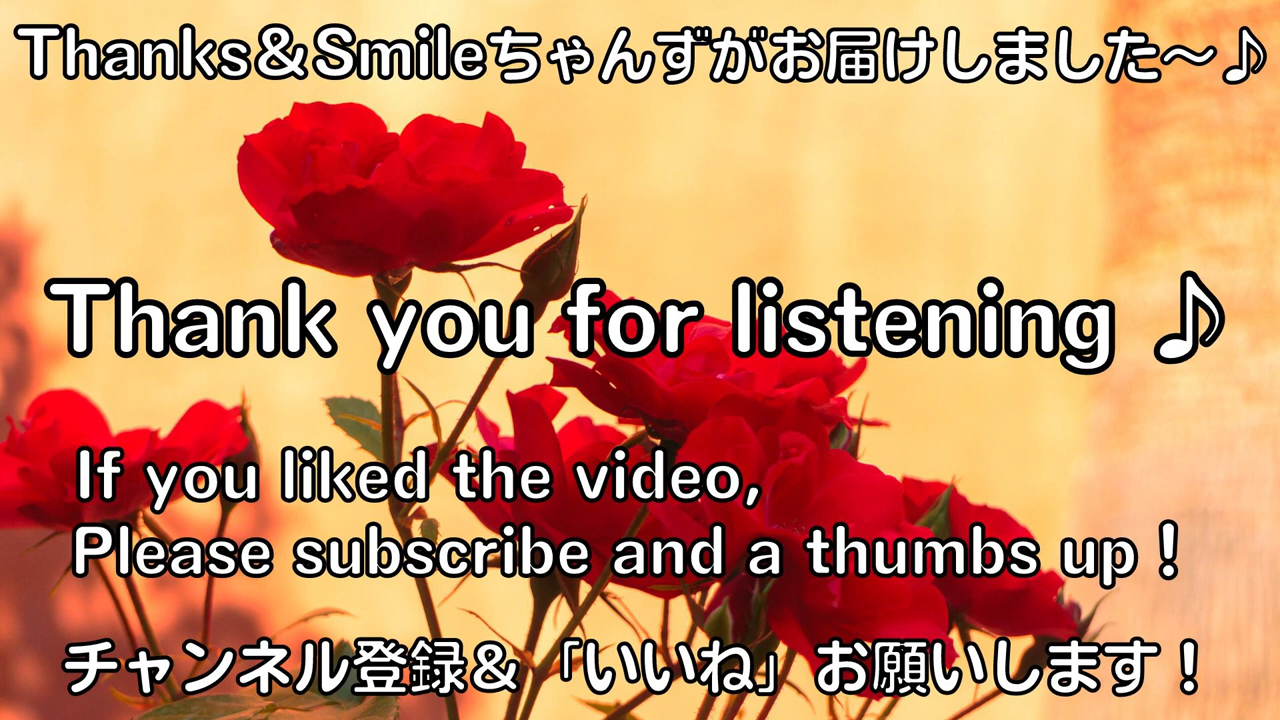 Thanks&Smileちゃんずがお届けしました～♪
Thank you for listening ♪
If you liked the video,
Please subscribe and a thumbs up！
チャンネル登録＆「いいね」お願いします！